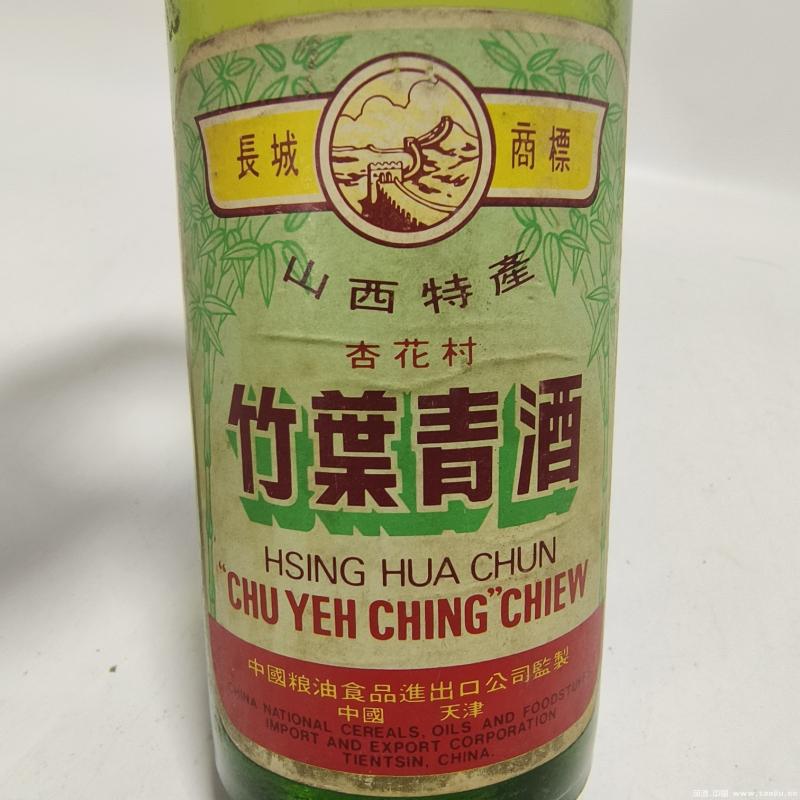 長城 商標
山西特產
杏花村
竹葉青酒
HSING HUA CHUN
“CHU YEH CHING” CHIEW
中國粮油食品進出口公司監製
中國 天津
CHINA NATIONAL CEREALS, OILS AND FOODSTUFFS
IMPORT AND EXPORT CORPORATION
TIENTSIN, CHINA.